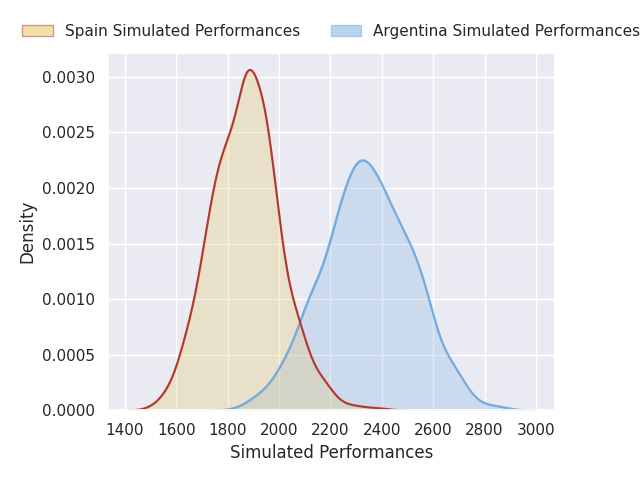 Spain Simulated Performances
Argentina Simulated Performances
0.0030
0.0025
0.0020
0.0015
0.0010
0.0005
0.0000
Density
1400 1600 1800 2000 2200 2400 2600 2800 3000
Simulated Performances